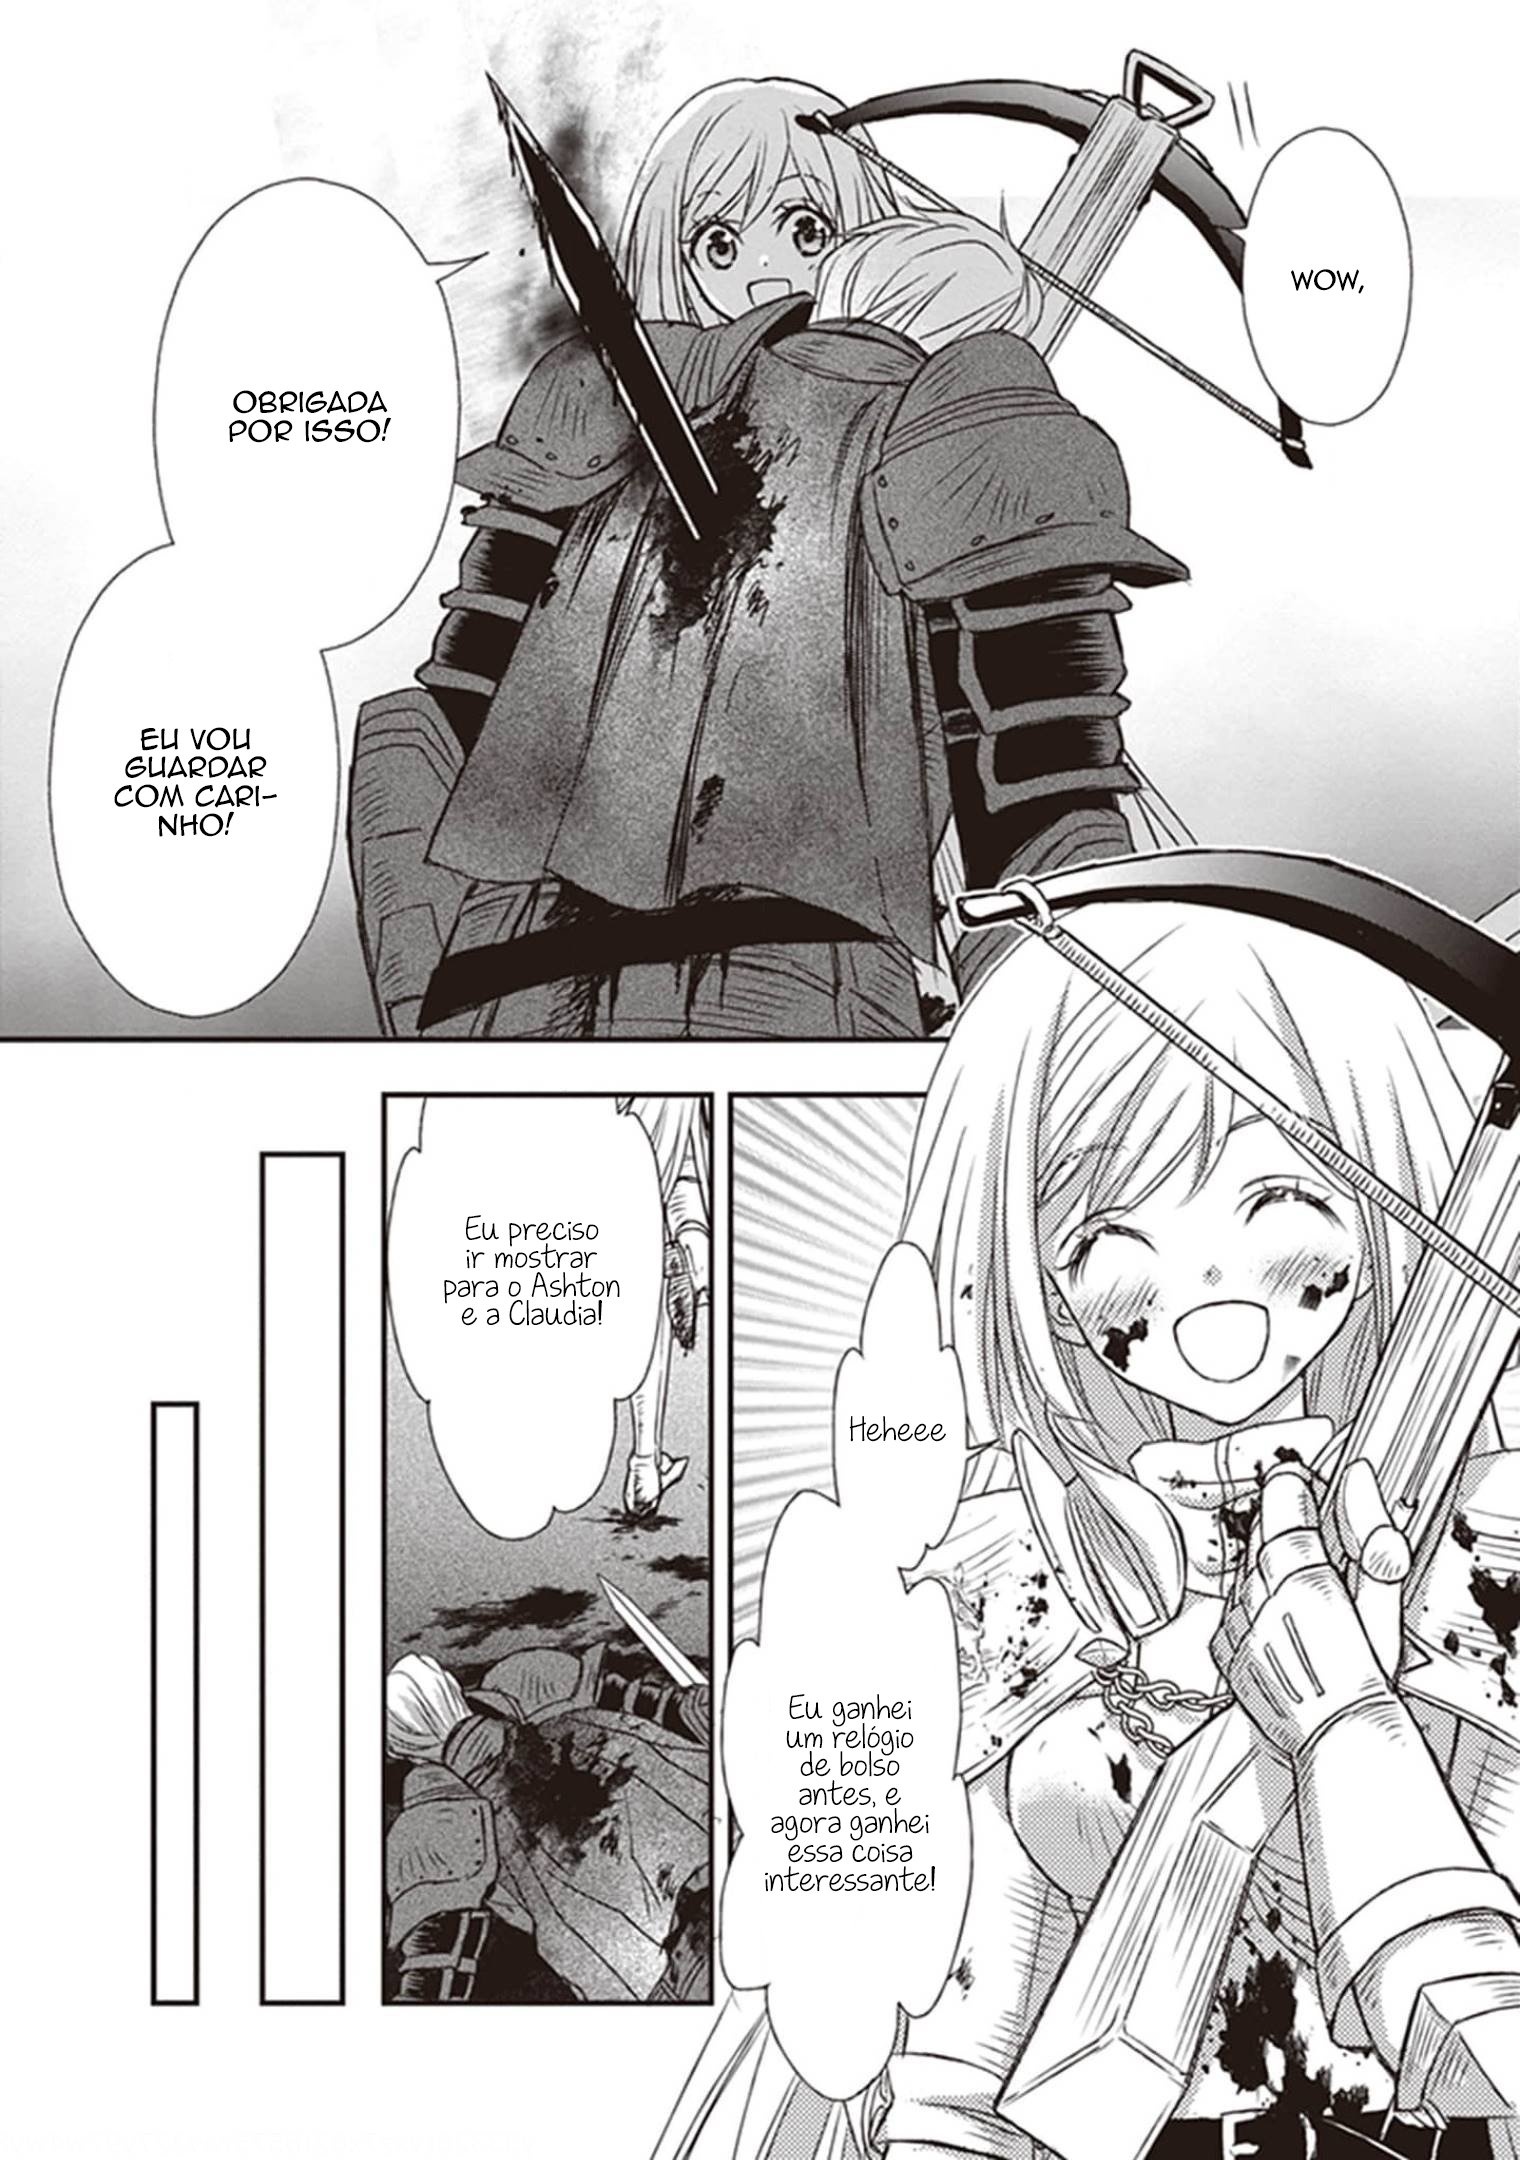 WOW,
OBRIGADA
POR ISSO!
EU VOU
GUARDAR
COM CARI-
NHO!
Heheee
Eu ganhei
um relógio
de bolso
antes, e
agora ganhei
essa coisa
interessante!
Eu preciso
ir mostrar
para o Ashton
e a Claudia!